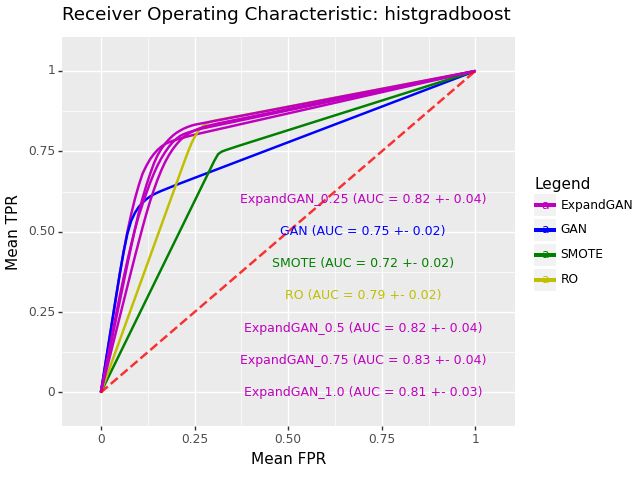 Receiver Operating Characteristic: histgradboost
1
0.75
0.50
0.25
0
Mean TPR
ExpandGAN_0.25 (AUC = 0.82 +- 0.04)
GAN (AUC = 0.75 +- 0.02)
SMOTE (AUC = 0.72 +- 0.02)
RO (AUC = 0.79 +- 0.02)
ExpandGAN_0.5 (AUC = 0.82 +- 0.04)
ExpandGAN_0.75 (AUC = 0.83 +- 0.04)
ExpandGAN_1.0 (AUC = 0.81 +- 0.03)
0
0.25
0.50
0.75
1
Mean FPR
Legend
a ExpandGAN
a GAN
a SMOTE
a RO